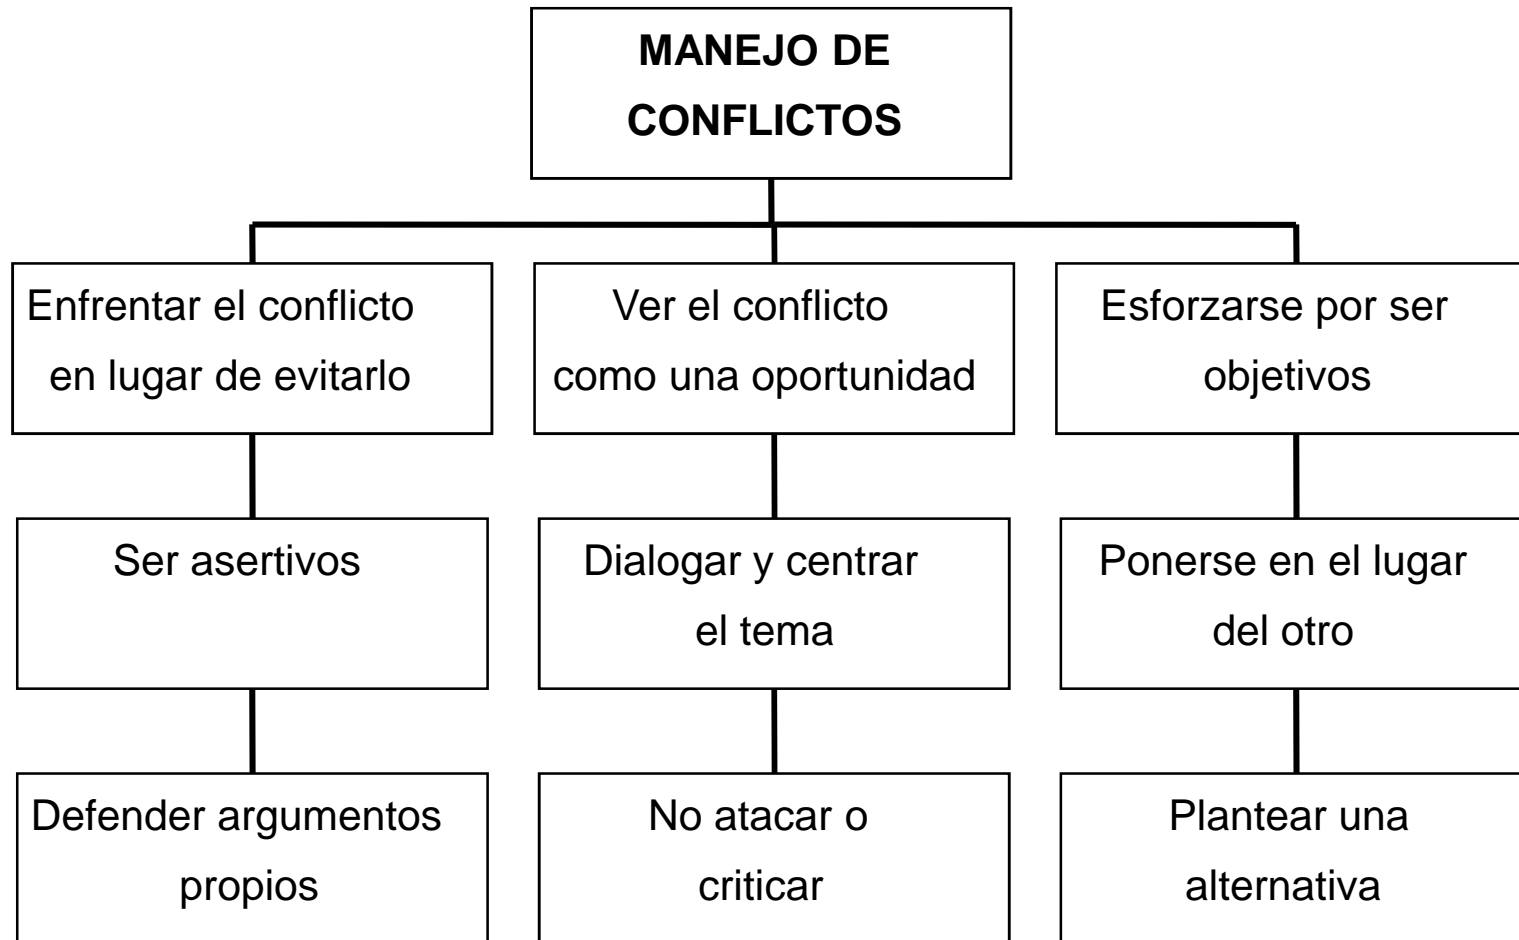 MANEJO DE
CONFLICTOS
Enfrentar el conflicto
en lugar de evitarlo
Ver el conflicto
como una oportunidad
Esforzarse por ser
objetivos
Ser asertivos
Dialogar y centrar
el tema
Ponerse en el lugar
del otro
Defender argumentos
propios
No atacar o
criticar
Plantear una
alternativa